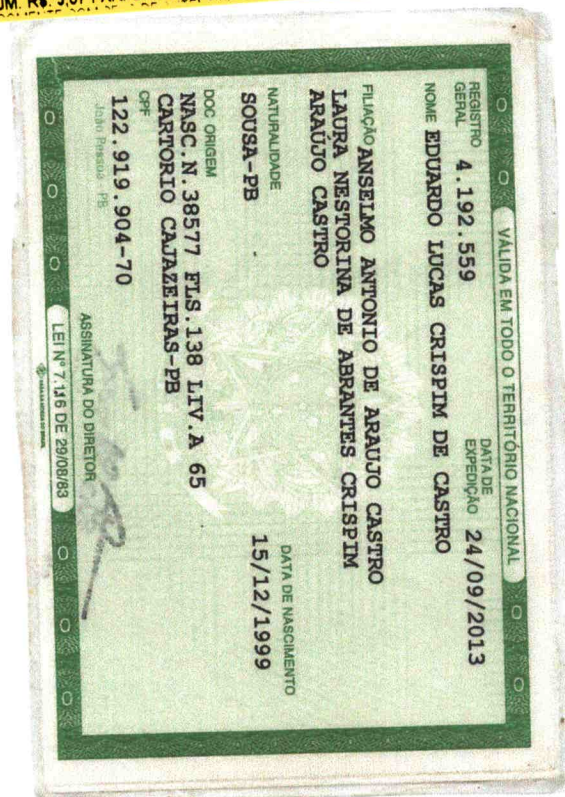 VÁLIDA EM TODO O TERRITÓRIO NACIONAL
REGISTRO GERAL 4.192.559 DATA DE EXPEDIÇÃO 24/09/2013
NOME EDUARDO LUCAS CRISPIM DE CASTRO
FILIAÇÃO ANSELMO ANTONIO DE ARAUJO CASTRO
LAURA NESTORINA DE ABRANTES CRISPIM
ARAÚJO CASTRO
NATURALIDADE DATA DE NASCIMENTO
SOUSA-PB 15/12/1999
DOC ORIGEM
NASC.N.38577 FLS.138 LIV.A 65
CARTORIO CAJAZEIRAS-PB
CPF
122.919.904-70
João Pessoa-PB
ASSINATURA DO DIRETOR
LEI Nº 7.116 DE 29/08/83